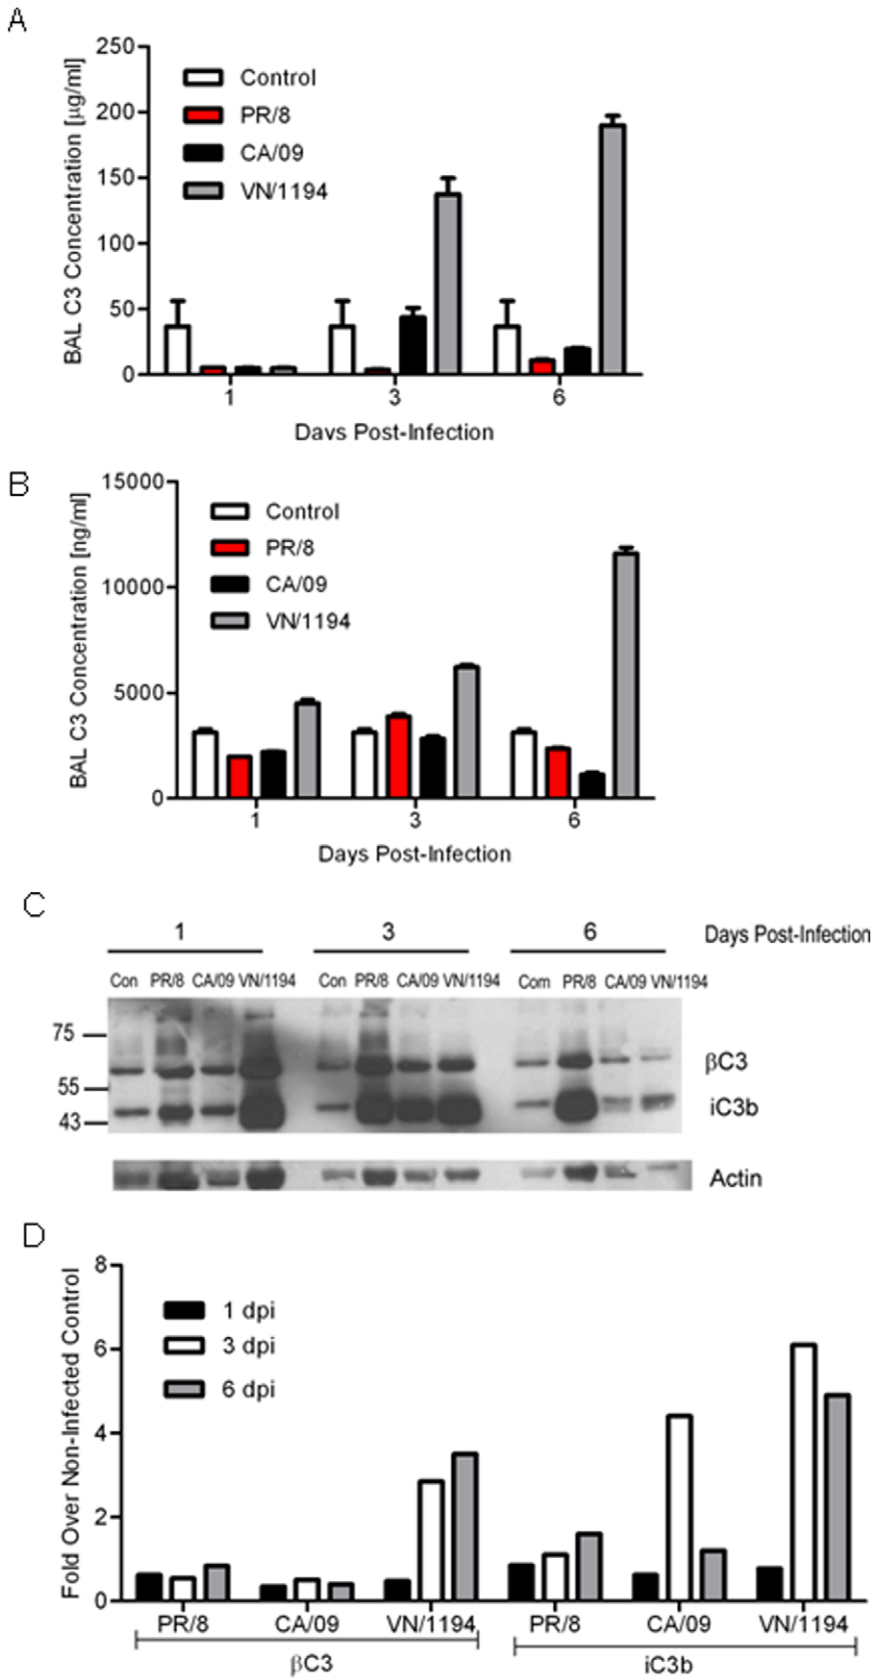 A
BAL C3 Concentration [µg/ml]
250
200
150
100
50
0
Control
PR/8
CA/09
VN/1194
1 3 6
Davs Post-Infection
B
BAL C3 Concentration [ng/ml]
15000
10000
5000
0
Control
PR/8
CA/09
VN/1194
1 3 6
Days Post-Infection
C
1 3 6 Days Post-Infection
Con PR/8 CA/09 VN/1194 Con PR/8 CA/09 VN/1194 Com PR/8 CA/09 VN/1194
75
βC3
55
iC3b
43
Actin
D
Fold Over Non-Infected Control
8
6
4
2
0
1 dpi
3 dpi
6 dpi
PR/8 CA/09 VN/1194 PR/8 CA/09 VN/1194
βC3 iC3b